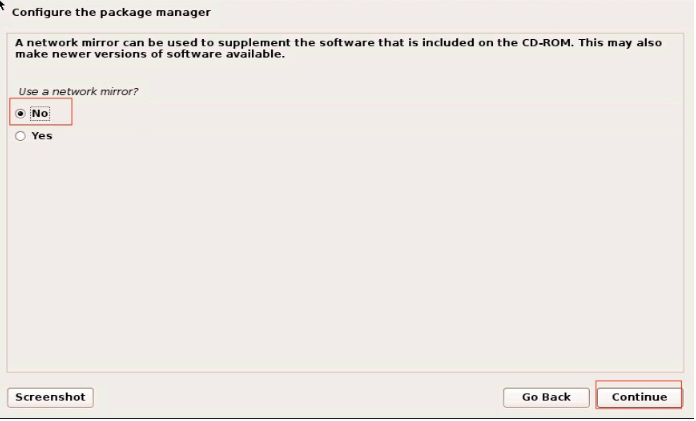 Configure the package manager
A network mirror can be used to supplement the software that is included on the CD-ROM. This may also
make newer versions of software available.
Use a network mirror?
No
Yes
Screenshot
Go Back
Continue